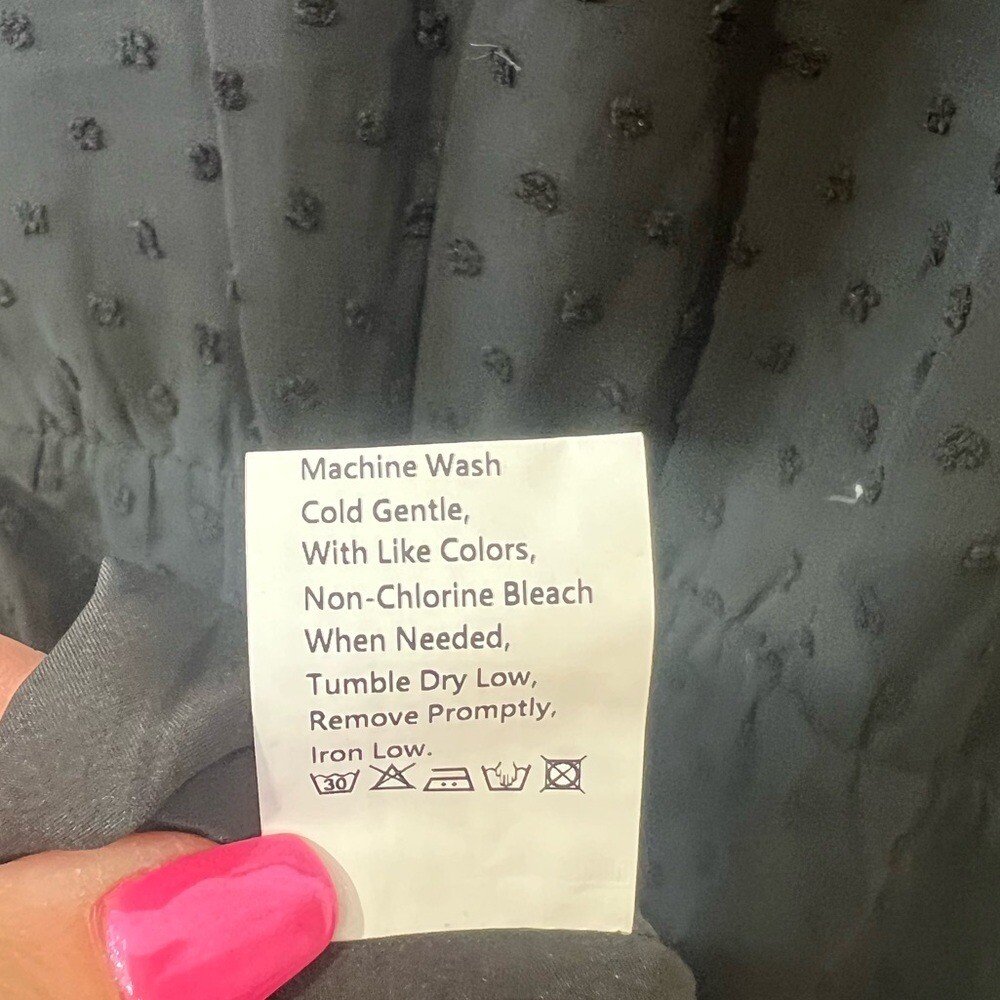 Machine Wash
Cold Gentle,
With Like Colors,
Non-Chlorine Bleach
When Needed,
Tumble Dry Low,
Remove Promptly,
Iron Low.
30